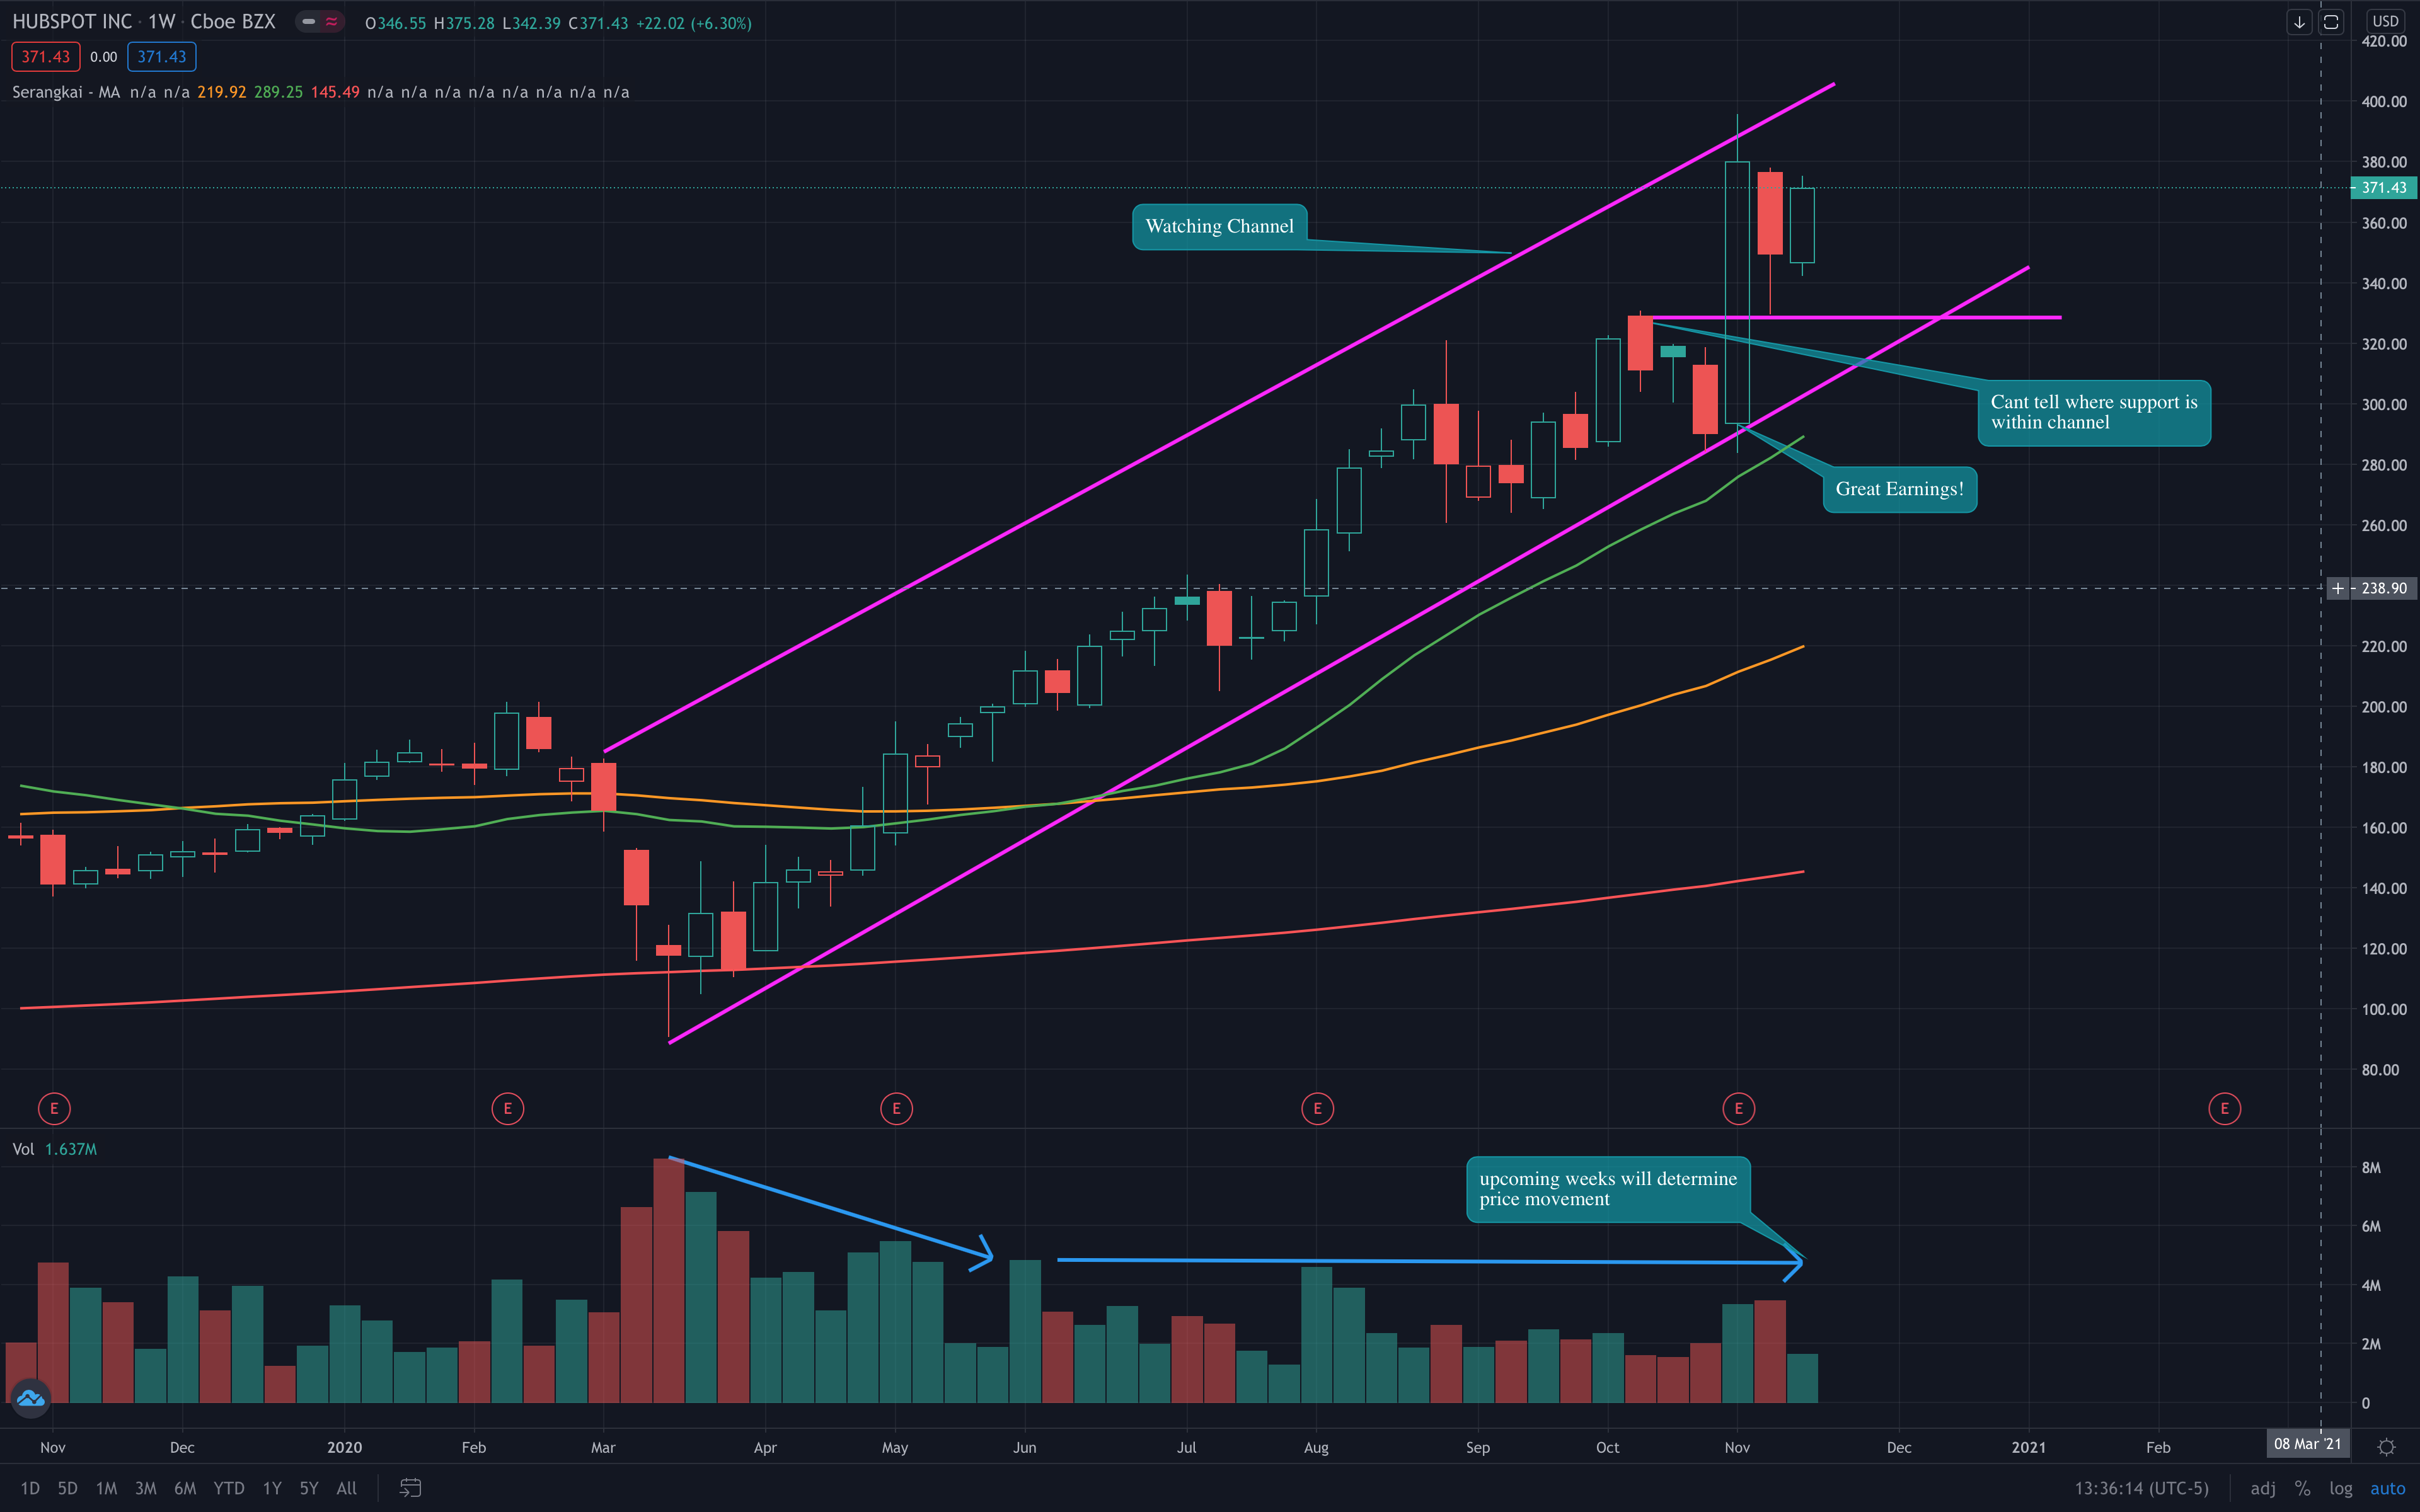 HUBSPOT INC · 1W · Cboe BZX O346.55 H375.28 L342.39 C371.43 +22.02 (+6.30%)
USD
371.43 0.00 371.43
Serangkai - MA n/a n/a 219.92 289.25 145.49 n/a n/a n/a n/a n/a n/a n/a n/a
420.00
400.00
380.00
371.43
360.00
340.00
320.00
300.00
280.00
260.00
238.90
220.00
200.00
180.00
160.00
140.00
120.00
100.00
80.00
Watching Channel
Cant tell where support is
within channel
Great Earnings!
E E E E E E
Vol 1.637M
upcoming weeks will determine
price movement
8M
6M
4M
2M
0
Nov Dec 2020 Feb Mar Apr May Jun Jul Aug Sep Oct Nov Dec 2021 Feb 08 Mar '21
1D 5D 1M 3M 6M YTD 1Y 5Y All 13:36:14 (UTC-5) adj % log auto